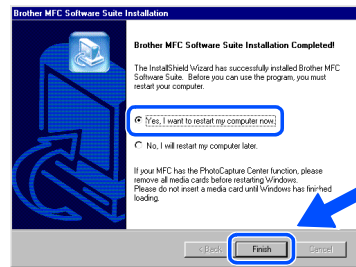 Brother MFC Software Suite Installation
Brother MFC Software Suite Installation Completed!
The InstallShield Wizard has successfully installed Brother MFC
Software Suite. Before you can use the program, you must
restart your computer.
Yes, I want to restart my computer now.
No, I will restart my computer later.
If your MFC has the PhotoCapture Center function, please
remove all media cards before restarting Windows.
Please do not insert a media card until Windows has finished
loading.
< Back
Finish
Cancel